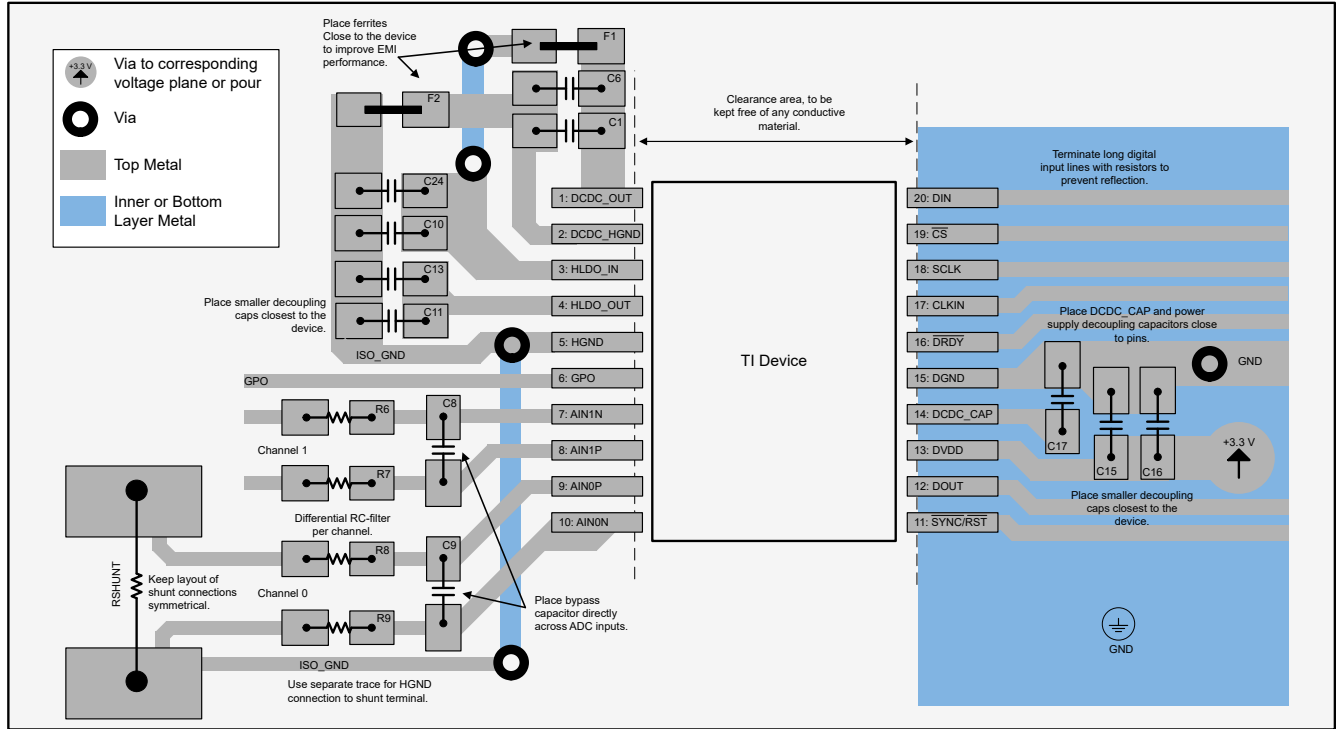 Place ferrites
Close to the device
to improve EMI
performance.
+3.3 V
Via to corresponding
voltage plane or pour
Via
Top Metal
Inner or Bottom
Layer Metal
F1
C6
F2
C1
Clearance area, to be
kept free of any conductive
material.
C24
C10
C13
C11
Place smaller decoupling
caps closest to the
device.
ISO_GND
GPO
1: DCDC_OUT
2: DCDC_HGND
3: HLDO_IN
4: HLDO_OUT
5: HGND
6: GPO
7: AIN1N
8: AIN1P
9: AIN0P
10: AIN0N
TI Device
20: DIN
19: CS
18: SCLK
17: CLKIN
16: DRDY
15: DGND
14: DCDC_CAP
13: DVDD
12: DOUT
11: SYNC/RST
Terminate long digital
input lines with resistors to
prevent reflection.
Place DCDC_CAP and power
supply decoupling capacitors close
to pins.
GND
C17
C15
C16
+3.3 V
Place smaller decoupling
caps closest to the
device.
GND
R6
C8
Channel 1
R7
Differential RC-filter
per channel.
R8
C9
Channel 0
R9
RSHUNT
Keep layout of
shunt connections
symmetrical.
Place bypass
capacitor directly
across ADC inputs.
ISO_GND
Use separate trace for HGND
connection to shunt terminal.